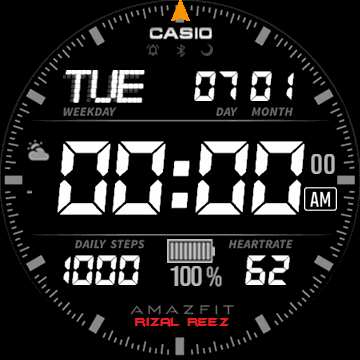 CASIO
TUE 07 01
WEEKDAY DAY MONTH
00:00 00
AM
DAILY STEPS HEARTRATE
1000 100 % 62
AMAZFIT
RIZAL REEZ